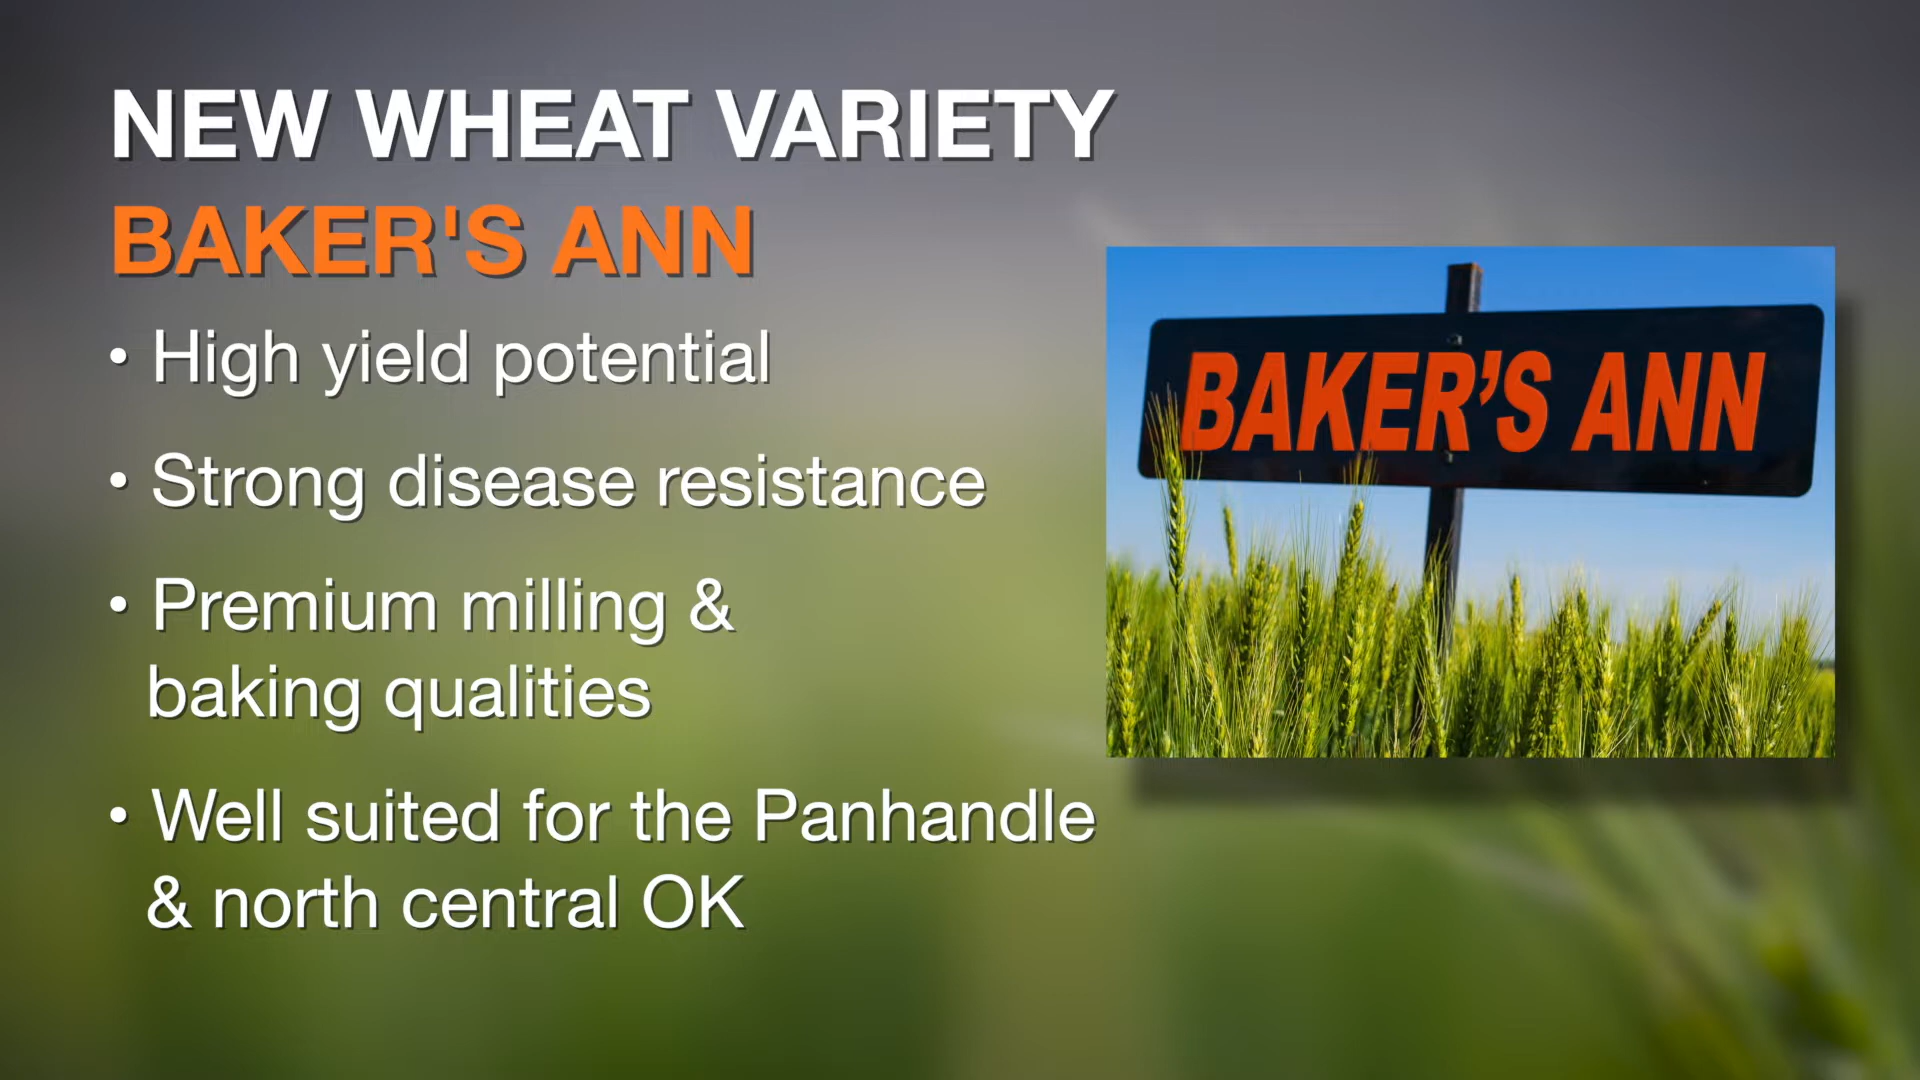 NEW WHEAT VARIETY
BAKER'S ANN
• High yield potential
• Strong disease resistance
• Premium milling &
baking qualities
• Well suited for the Panhandle
& north central OK
BAKER’S ANN